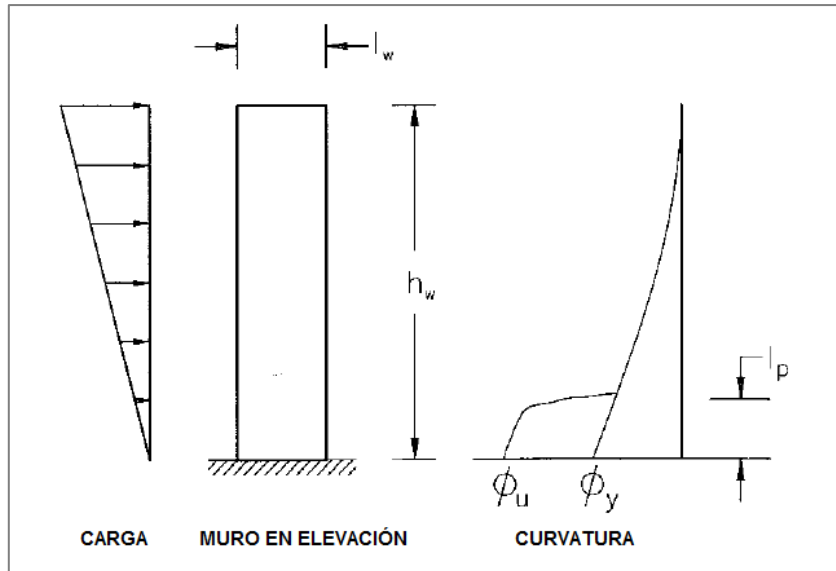 l_w
h_w
l_p
ϕ_u ϕ_y
CARGA MURO EN ELEVACIÓN CURVATURA